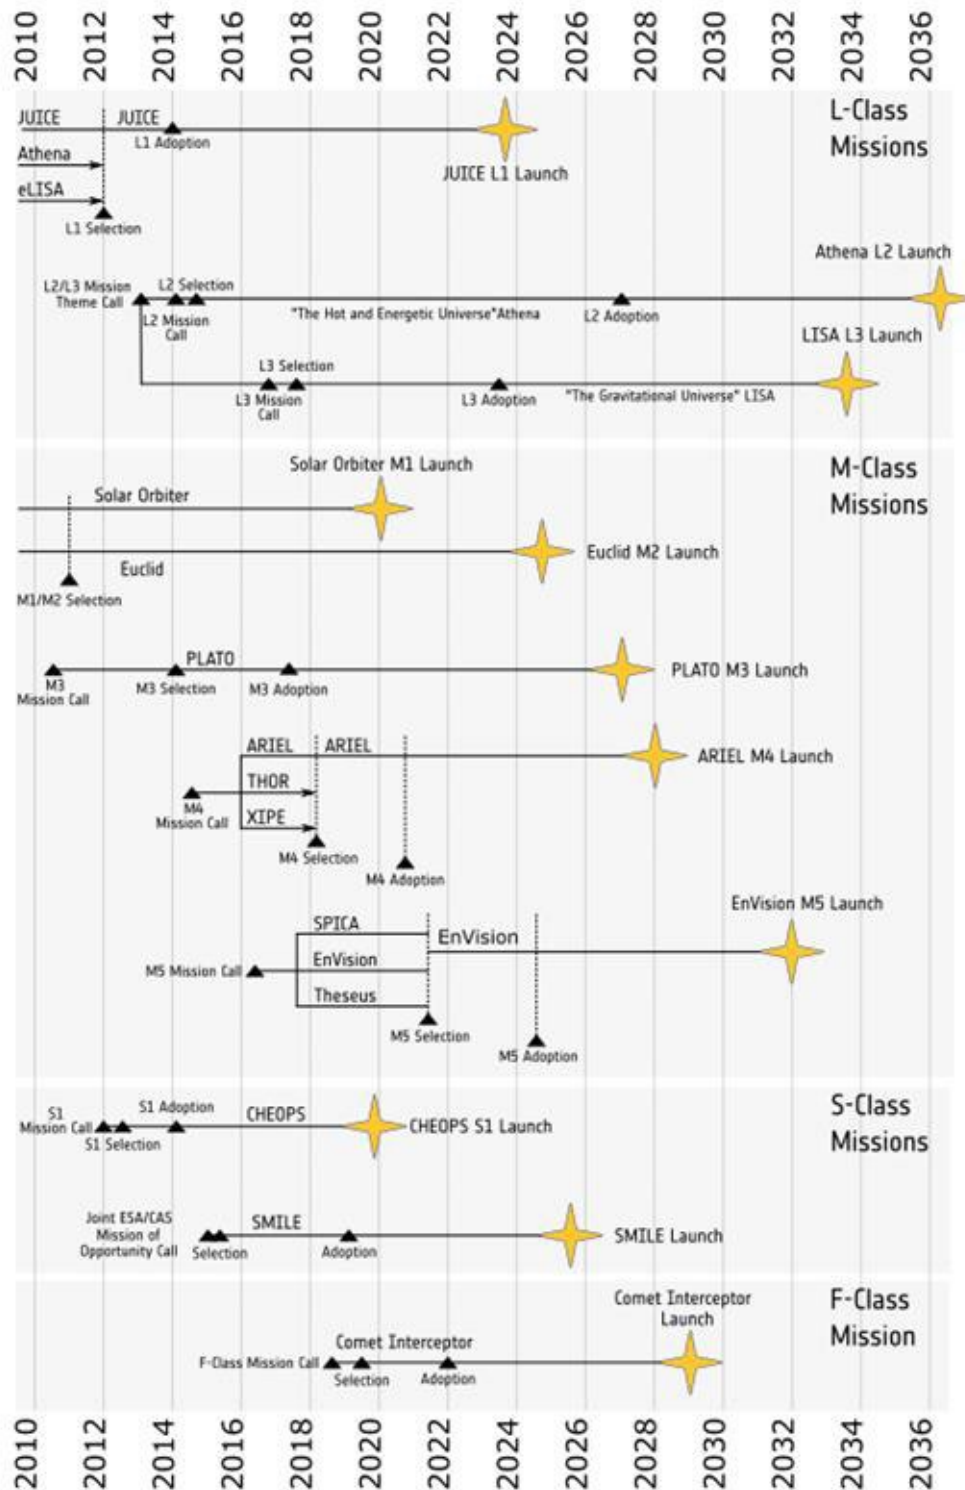 2010 2012 2014 2016 2018 2020 2022 2024 2026 2028 2030 2032 2034 2036
L-Class
Missions
JUICE
JUICE
L1 Adoption
Athena
JUICE L1 Launch
eLISA
L1 Selection
Athena L2 Launch
L2/L3 Mission
Theme Call
L2 Selection
L2 Mission
Call
"The Hot and Energetic Universe"Athena
L2 Adoption
LISA L3 Launch
L3 Selection
L3 Mission
Call
L3 Adoption
"The Gravitational Universe" LISA
M-Class
Missions
Solar Orbiter M1 Launch
Solar Orbiter
Euclid M2 Launch
Euclid
M1/M2 Selection
PLATO
PLATO M3 Launch
M3
Mission Call
M3 Selection
M3 Adoption
ARIEL
ARIEL
ARIEL M4 Launch
THOR
M4
Mission Call
XIPE
M4 Selection
M4 Adoption
EnVision M5 Launch
SPICA
EnVision
EnVision
M5 Mission Call
Theseus
M5 Selection
M5 Adoption
S-Class
Missions
S1
Mission Call
S1 Adoption
CHEOPS
CHEOPS S1 Launch
S1 Selection
Joint ESA/CAS
Mission of
Opportunity Call
SMILE
SMILE Launch
Selection
Adoption
F-Class
Mission
Comet Interceptor
Launch
Comet Interceptor
F-Class Mission Call
Selection
Adoption
2010 2012 2014 2016 2018 2020 2022 2024 2026 2028 2030 2032 2034 2036